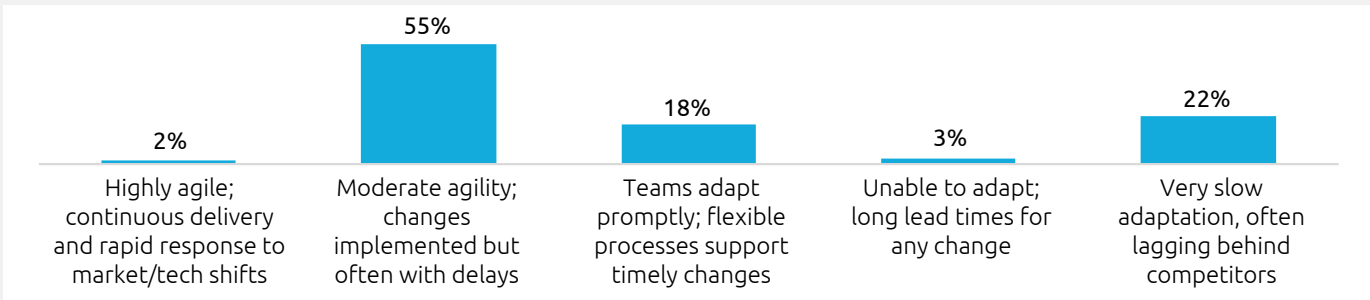 55%
22%
18%
2%
3%
Highly agile;
continuous delivery
and rapid response to
market/tech shifts
Moderate agility;
changes
implemented but
often with delays
Teams adapt
promptly; flexible
processes support
timely changes
Unable to adapt;
long lead times for
any change
Very slow
adaptation, often
lagging behind
competitors